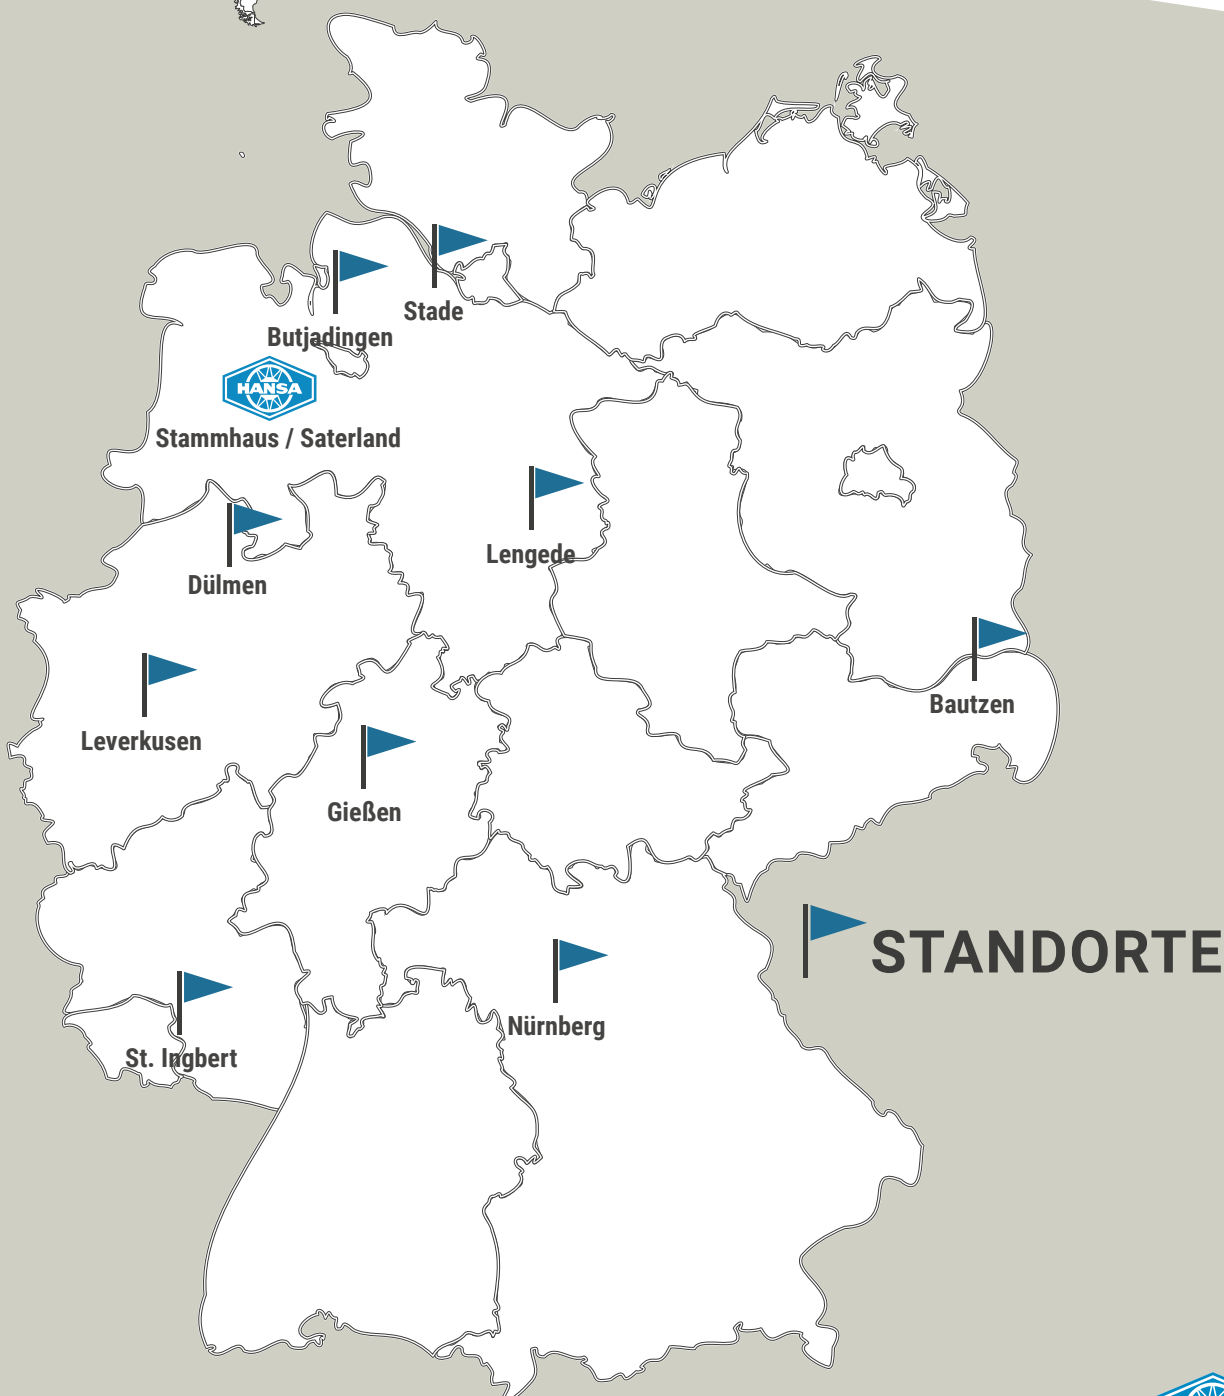 Stade
Butjadingen
HANSA
Stammhaus / Saterland
Lengede
Dülmen
Bautzen
Leverkusen
Gießen
STANDORTE
Nürnberg
St. Ingbert